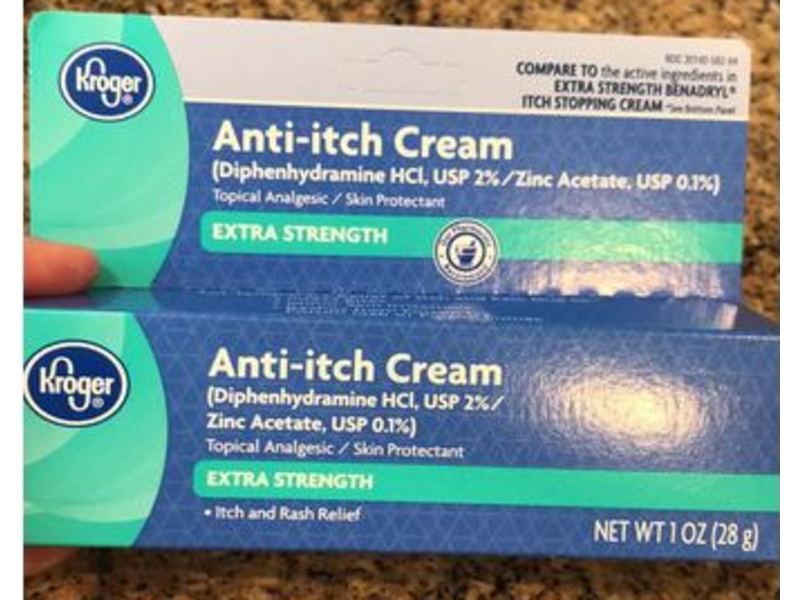 Kroger®
COMPARE TO the active ingredients in
EXTRA STRENGTH BENADRYL®
ITCH STOPPING CREAM *See Bottom Panel
Anti-itch Cream
(Diphenhydramine HCl, USP 2%/Zinc Acetate, USP 0.1%)
Topical Analgesic / Skin Protectant
EXTRA STRENGTH
Kroger®
Anti-itch Cream
(Diphenhydramine HCl, USP 2%/
Zinc Acetate, USP 0.1%)
Topical Analgesic / Skin Protectant
EXTRA STRENGTH
• Itch and Rash Relief
NET WT 1 OZ (28 g)